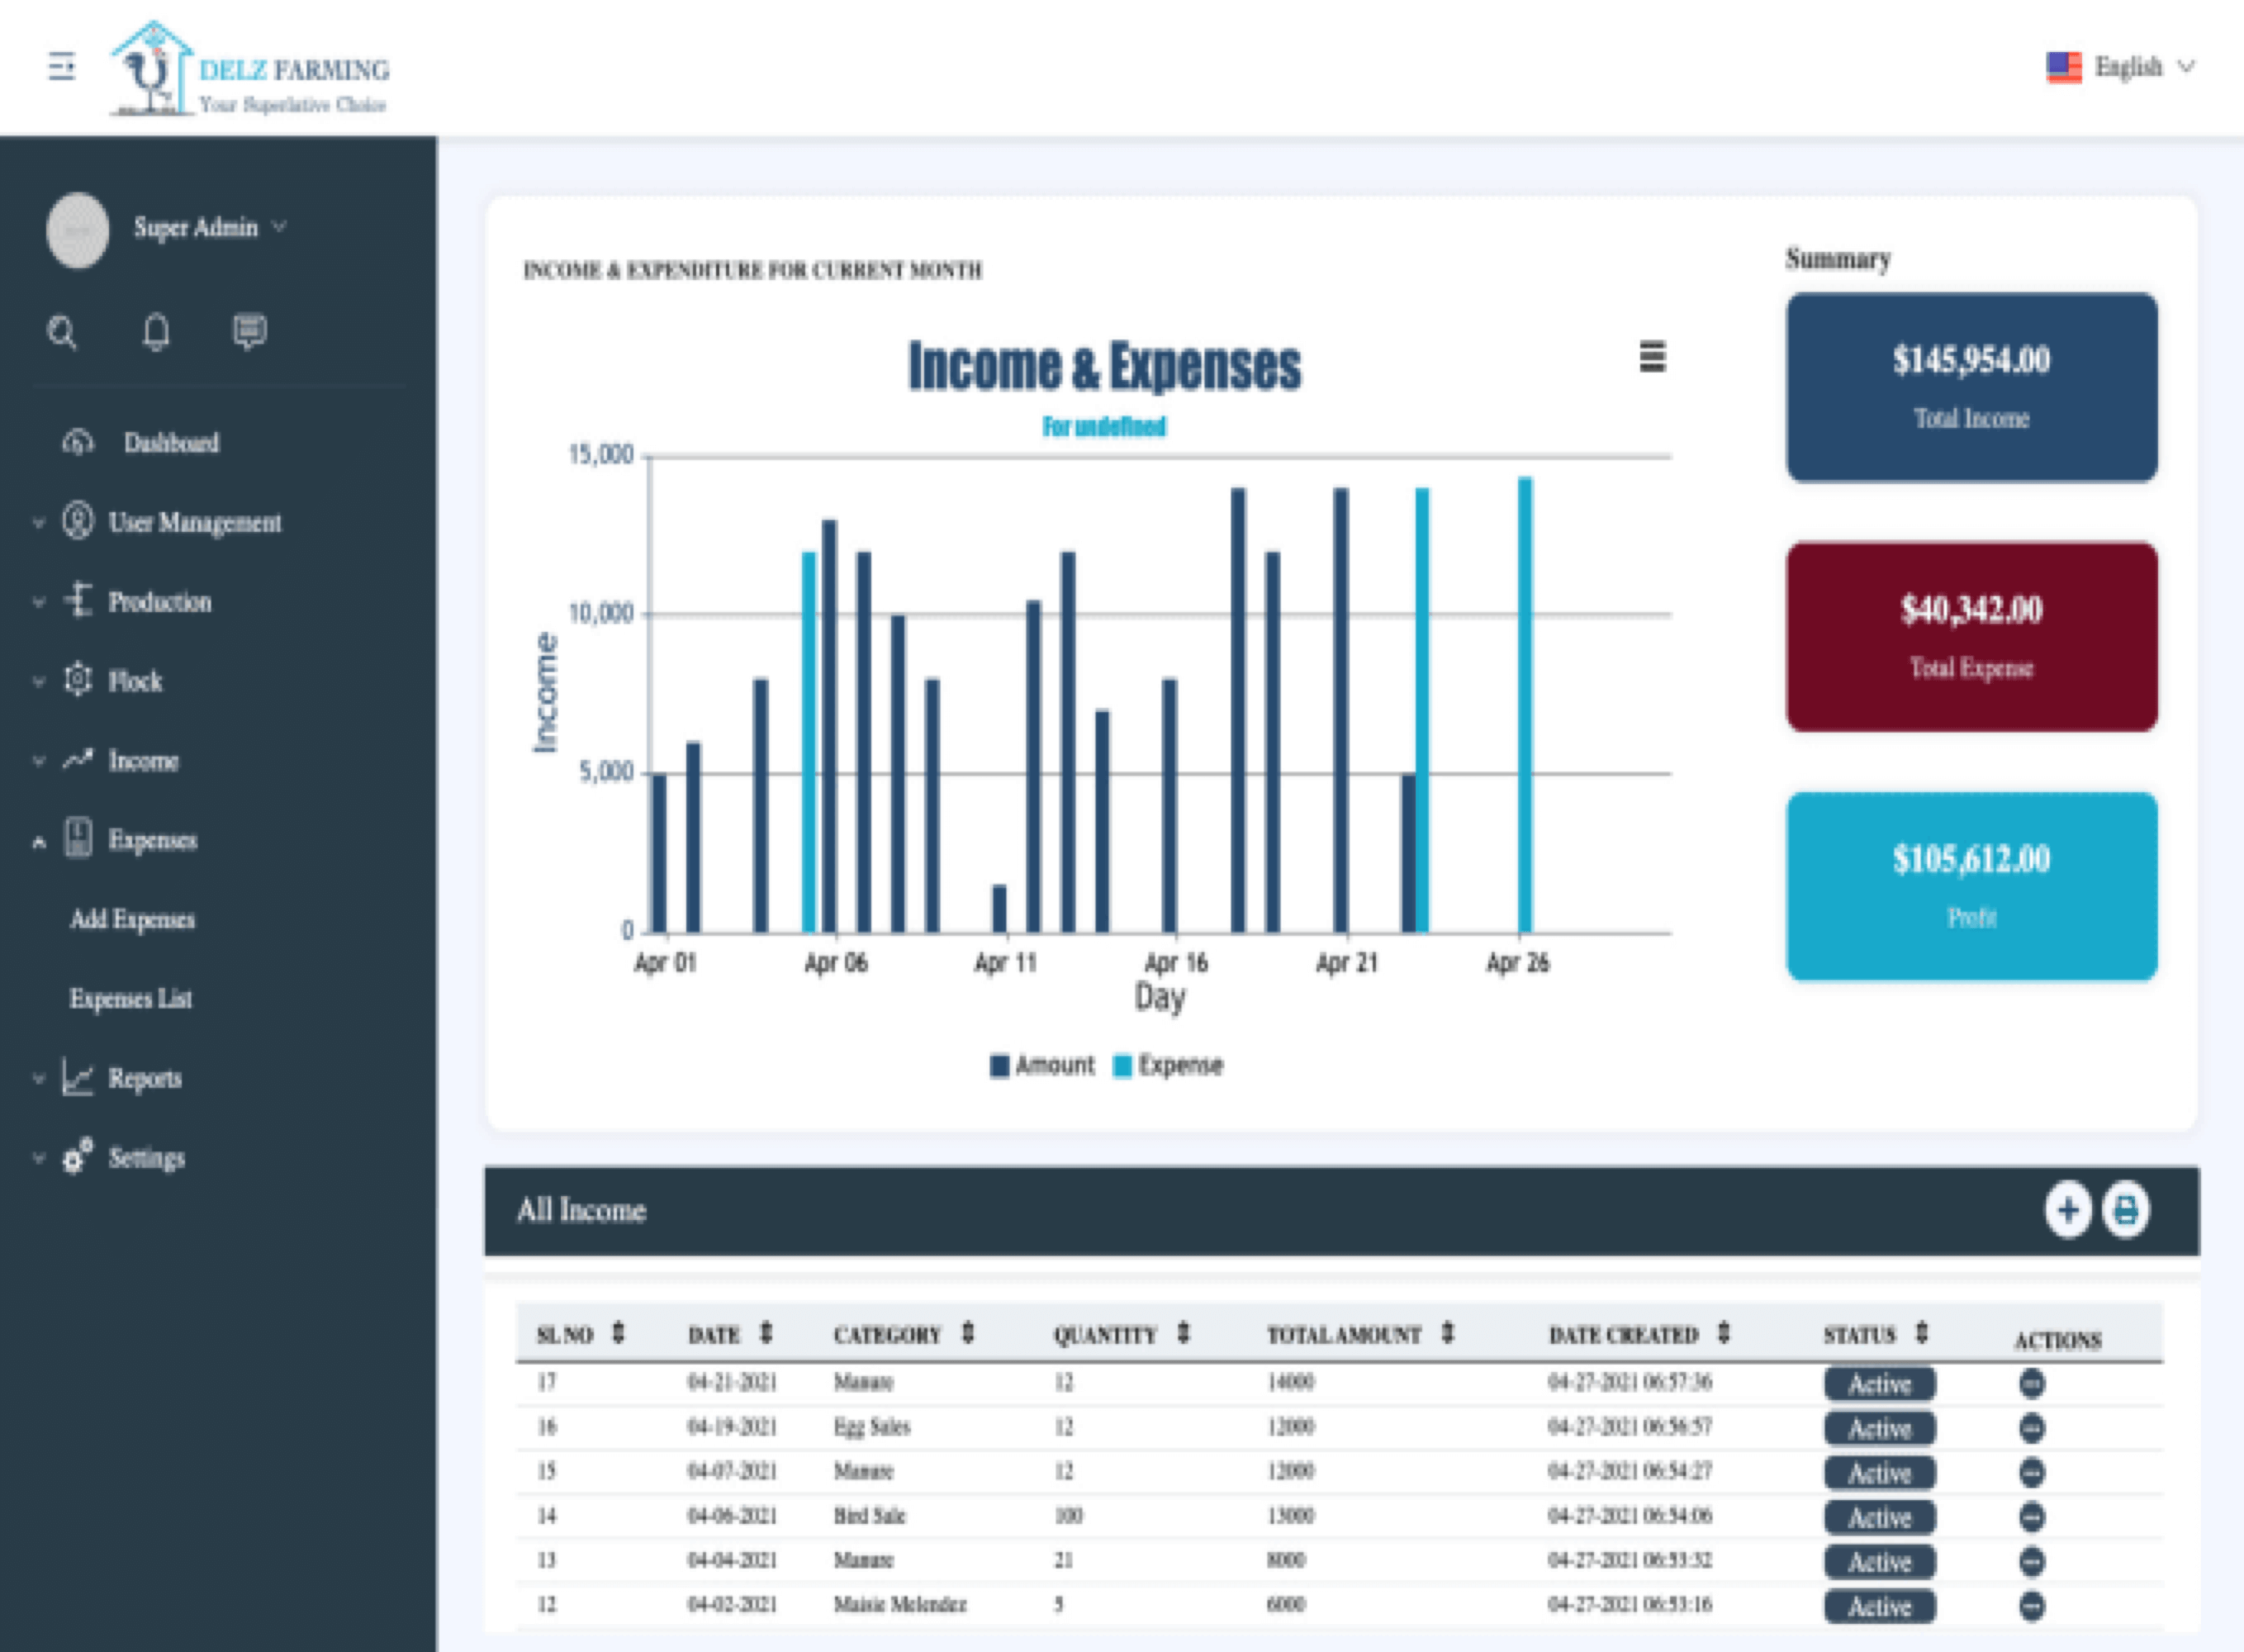 DELZ FARMING
Your Superlative Choice
English
Super Admin
Dashboard
User Management
Production
Flock
Income
Expenses
Add Expenses
Expenses List
Reports
Settings
INCOME & EXPENDITURE FOR CURRENT MONTH
Income & Expenses
For undefined
15,000
10,000
5,000
0
Income
Apr 01 Apr 06 Apr 11 Apr 16 Apr 21 Apr 26
Day
Amount Expense
Summary
$145,954.00
Total Income
$40,342.00
Total Expense
$105,612.00
Profit
All Income
SL NO DATE CATEGORY QUANTITY TOTAL AMOUNT DATE CREATED STATUS ACTIONS
17 04-21-2021 Manure 12 14000 04-27-2021 06:57:36 Active
16 04-19-2021 Egg Sales 12 12000 04-27-2021 06:56:57 Active
15 04-07-2021 Manure 12 12000 04-27-2021 06:54:27 Active
14 04-06-2021 Bird Sale 100 13000 04-27-2021 06:54:06 Active
13 04-04-2021 Manure 21 8000 04-27-2021 06:53:32 Active
12 04-02-2021 Maisie Melendez 5 6000 04-27-2021 06:53:16 Active